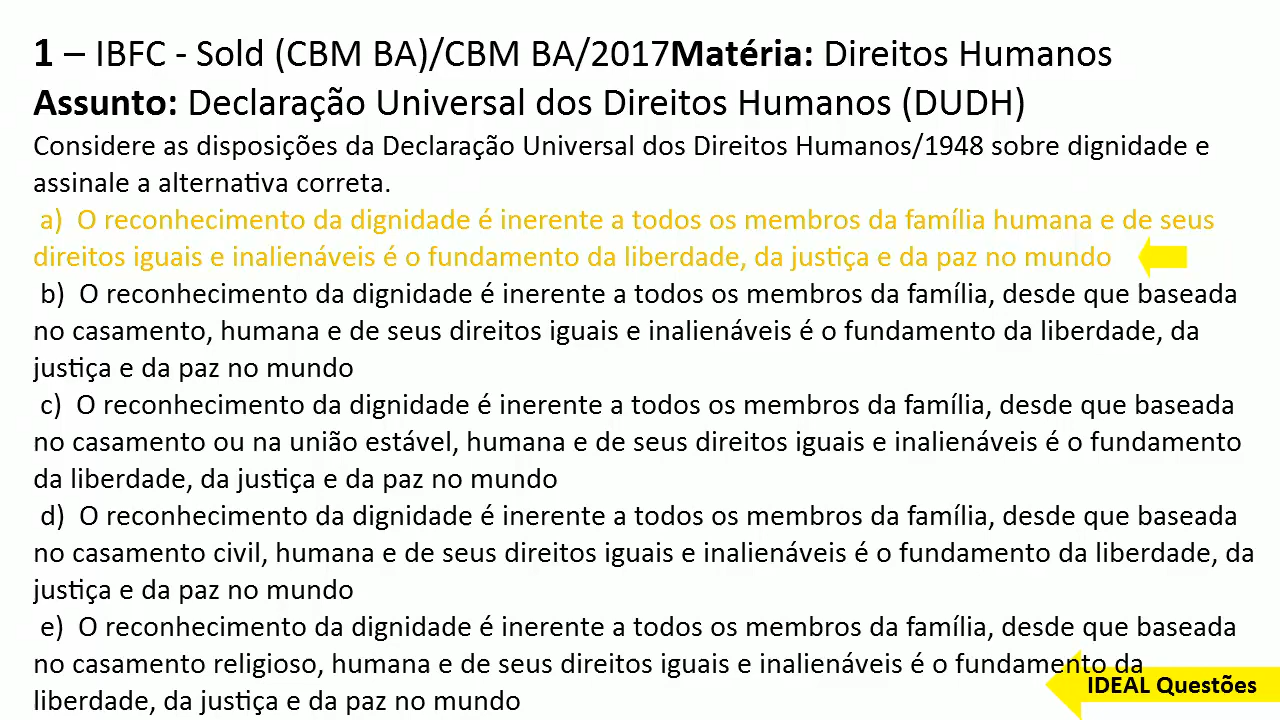 1 – IBFC - Sold (CBM BA)/CBM BA/2017Matéria: Direitos Humanos
Assunto: Declaração Universal dos Direitos Humanos (DUDH)
Considere as disposições da Declaração Universal dos Direitos Humanos/1948 sobre dignidade e
assinale a alternativa correta.
a) O reconhecimento da dignidade é inerente a todos os membros da família humana e de seus
direitos iguais e inalienáveis é o fundamento da liberdade, da justiça e da paz no mundo
b) O reconhecimento da dignidade é inerente a todos os membros da família, desde que baseada
no casamento, humana e de seus direitos iguais e inalienáveis é o fundamento da liberdade, da
justiça e da paz no mundo
c) O reconhecimento da dignidade é inerente a todos os membros da família, desde que baseada
no casamento ou na união estável, humana e de seus direitos iguais e inalienáveis é o fundamento
da liberdade, da justiça e da paz no mundo
d) O reconhecimento da dignidade é inerente a todos os membros da família, desde que baseada
no casamento civil, humana e de seus direitos iguais e inalienáveis é o fundamento da liberdade, da
justiça e da paz no mundo
e) O reconhecimento da dignidade é inerente a todos os membros da família, desde que baseada
no casamento religioso, humana e de seus direitos iguais e inalienáveis é o fundamento da
liberdade, da justiça e da paz no mundo
IDEAL Questões